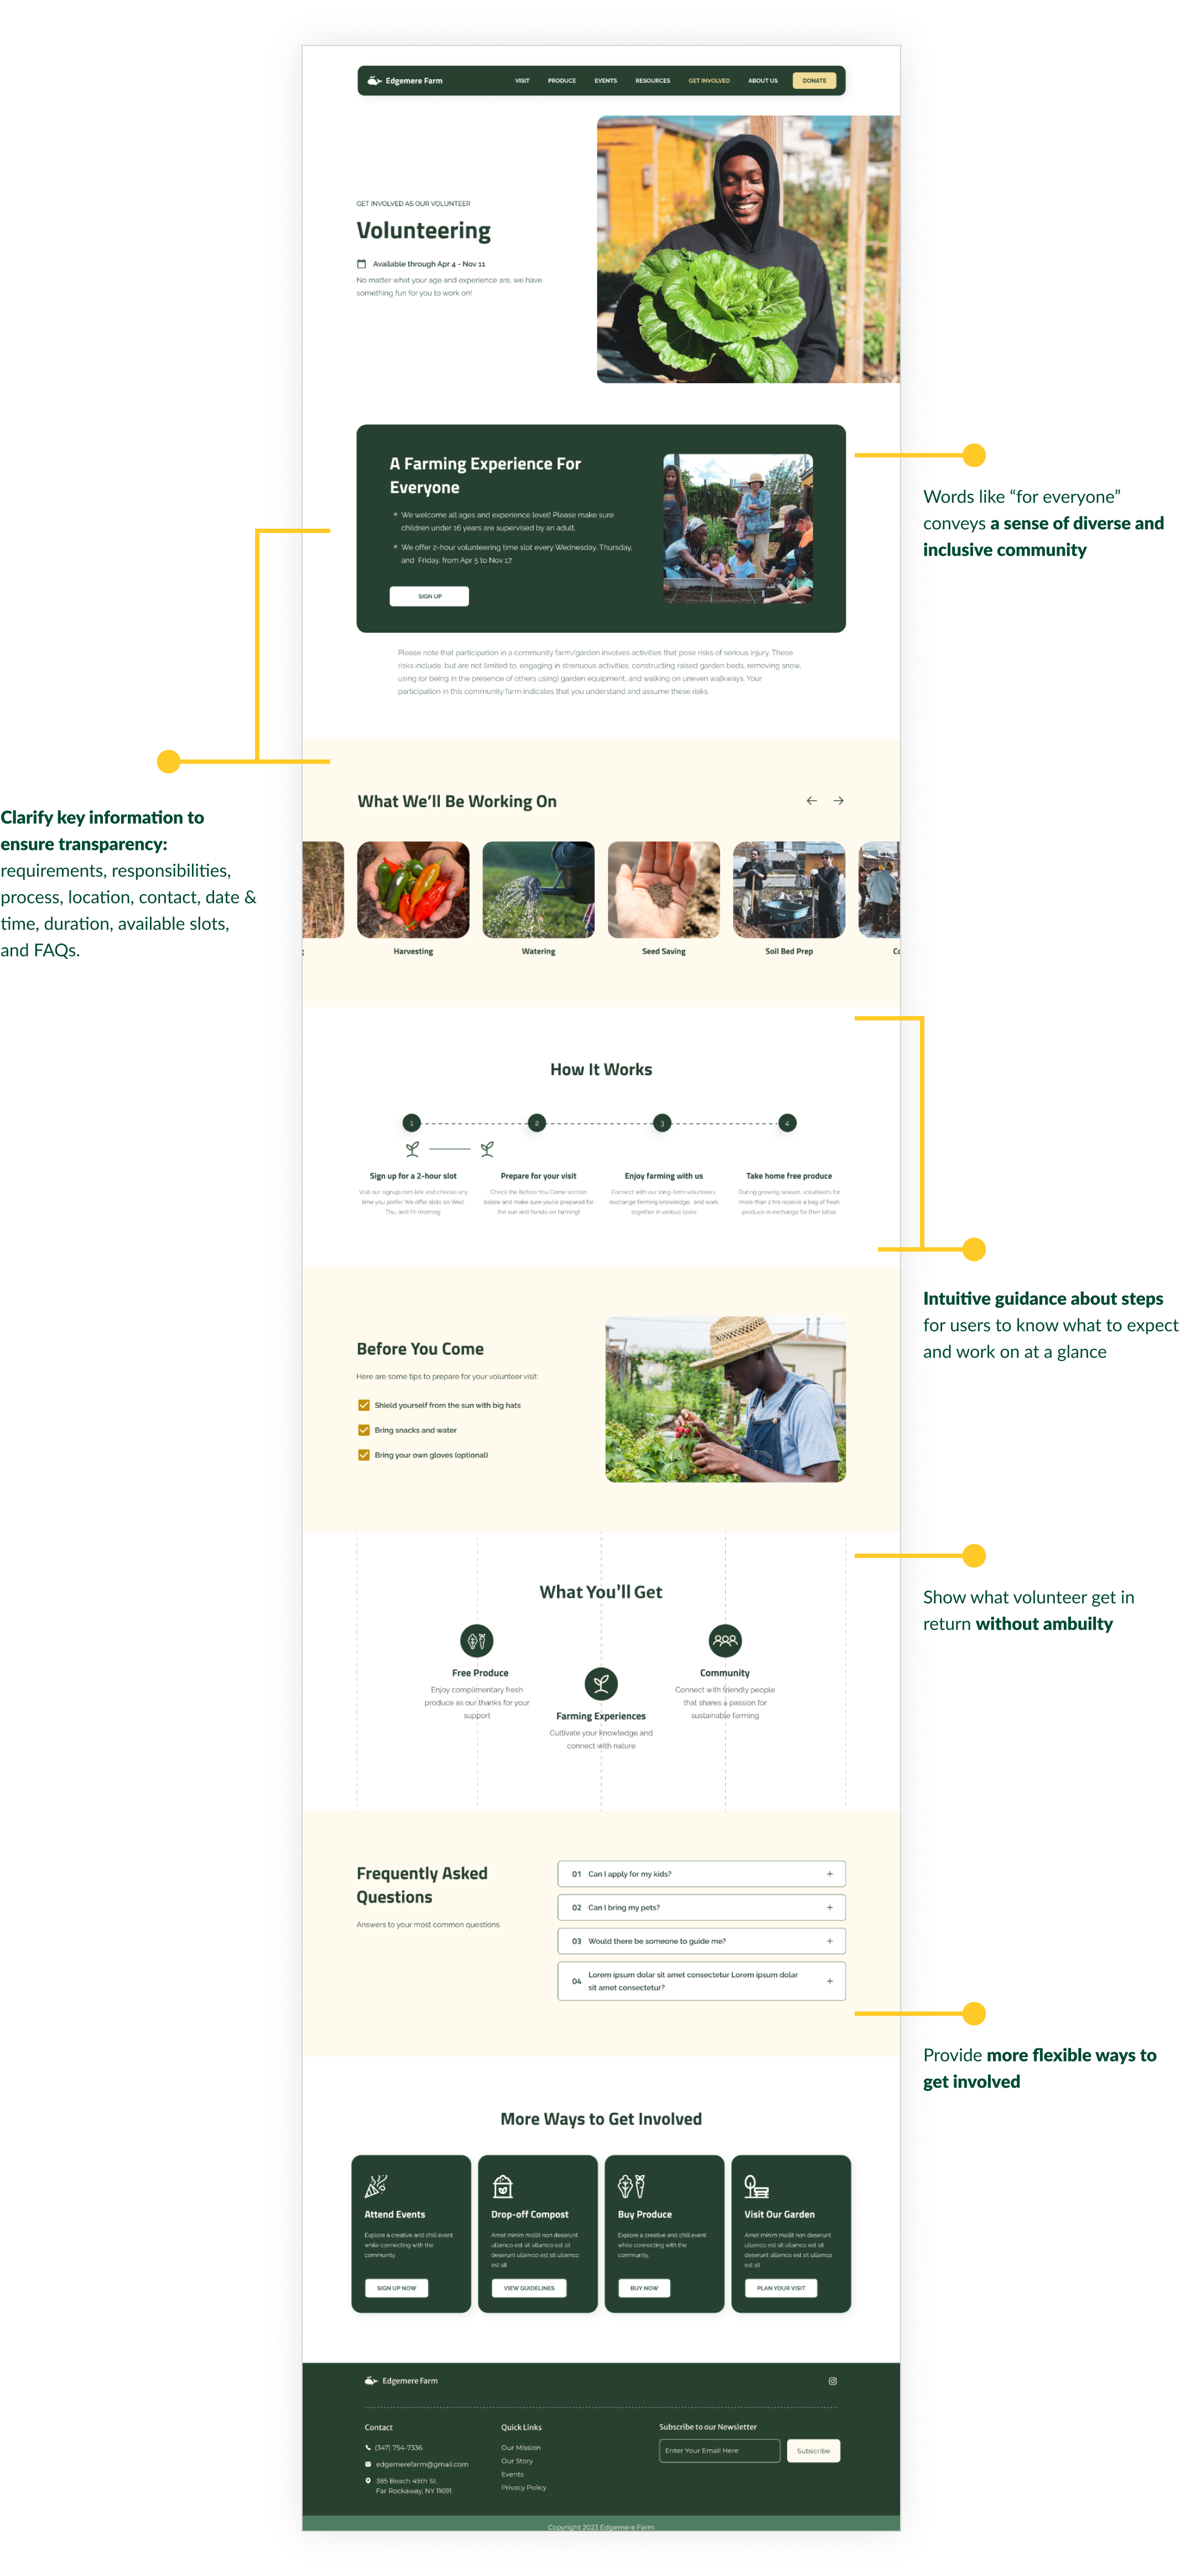 Edgemere Farm
VISIT
PRODUCE
EVENTS
RESOURCES
GET INVOLVED
ABOUT US
DONATE
GET INVOLVED AS OUR VOLUNTEER
Volunteering
Available through Apr 4 - Nov 11
No matter what your age and experience are, we have
something fun for you to work on!
A Farming Experience For
Everyone
We welcome all ages and experience level! Please make sure
children under 16 years are supervised by an adult.
We offer 2-hour volunteering time slot every Wednesday, Thursday,
and Friday, from Apr 5 to Nov 17.
SIGN UP
Words like “for everyone”
conveys a sense of diverse and
inclusive community
Please note that participation in a community farm/garden involves activities that pose risks of serious injury. These
risks include, but are not limited to, engaging in strenuous activities, constructing raised garden beds, removing snow,
using (or being in the presence of others using) garden equipment, and walking on uneven walkways. Your
participation in this community farm indicates that you understand and assume these risks.
Clarify key information to
ensure transparency:
requirements, responsibilities,
process, location, contact, date &
time, duration, available slots,
and FAQs.
What We’ll Be Working On
g
Harvesting
Watering
Seed Saving
Soil Bed Prep
Co
How It Works
1
2
3
4
Sign up for a 2-hour slot
Visit our signup.com link and choose any
time you prefer. We offer slots on Wed,
Thu, and Fri morning.
Prepare for your visit
Check the Before You Come section
below and make sure you're prepared for
the sun and hands-on farming!
Enjoy farming with us
Connect with our long-term volunteers,
exchange farming knowledge, and work
together in various tasks.
Take home free produce
During growing season, volunteers for
more than 2 hrs receive a bag of fresh
produce in exchange for their labor.
Intuitive guidance about steps
for users to know what to expect
and work on at a glance
Before You Come
Here are some tips to prepare for your volunteer visit:
Shield yourself from the sun with big hats
Bring snacks and water
Bring your own gloves (optional)
What You’ll Get
Free Produce
Enjoy complimentary fresh
produce as our thanks for your
support
Farming Experiences
Cultivate your knowledge and
connect with nature
Community
Connect with friendly people
that shares a passion for
sustainable farming
Show what volunteer get in
return without ambuilty
Frequently Asked
Questions
Answers to your most common questions.
01 Can I apply for my kids? +
02 Can I bring my pets? +
03 Would there be someone to guide me? +
04 Lorem ipsum dolar sit amet consectetur Lorem ipsum dolar
sit amet consectetur? +
Provide more flexible ways to
get involved
More Ways to Get Involved
Attend Events
Explore a creative and chill event
while connecting with the
community.
SIGN UP NOW
Drop-off Compost
Amet minim mollit non deserunt
ullamco est sit ullamco est sit
deserunt ullamco est sit ullamco
est sit
VIEW GUIDELINES
Buy Produce
Explore a creative and chill event
while connecting with the
community.
BUY NOW
Visit Our Garden
Amet minim mollit non deserunt
ullamco est sit ullamco est sit
deserunt ullamco est sit ullamco
est sit
PLAN YOUR VISIT
Edgemere Farm
Contact
(347) 754-7336
edgemerefarm@gmail.com
385 Beach 45th St.
Far Rockaway, NY 11691
Quick Links
Our Mission
Our Story
Events
Privacy Policy
Subscribe to our Newsletter
Enter Your Email Here
Subscribe
Copyright 2023 Edgemere Farm